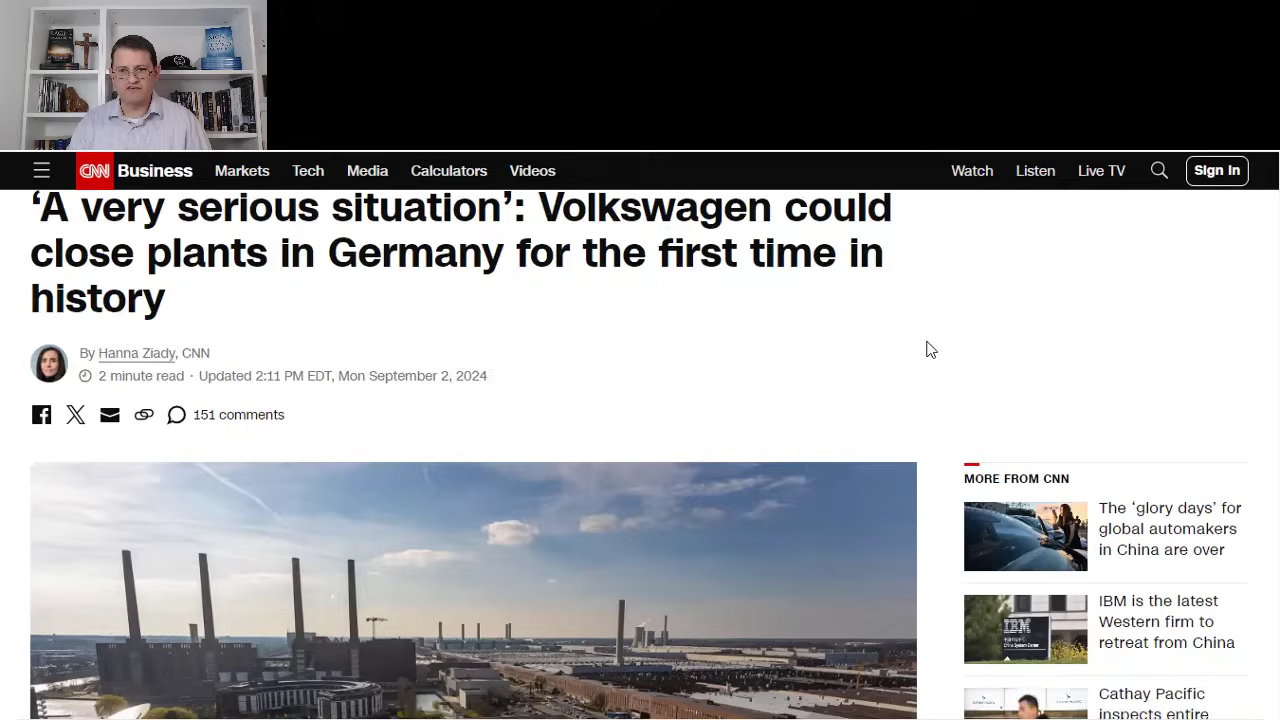 CNN Business Markets Tech Media Calculators Videos Watch Listen Live TV Sign in
‘A very serious situation’: Volkswagen could
close plants in Germany for the first time in
history
By Hanna Ziady, CNN
2 minute read · Updated 2:11 PM EDT, Mon September 2, 2024
151 comments
MORE FROM CNN
The ‘glory days’ for
global automakers
in China are over
IBM is the latest
Western firm to
retreat from China
IBM
Cathay Pacific
inspects entire